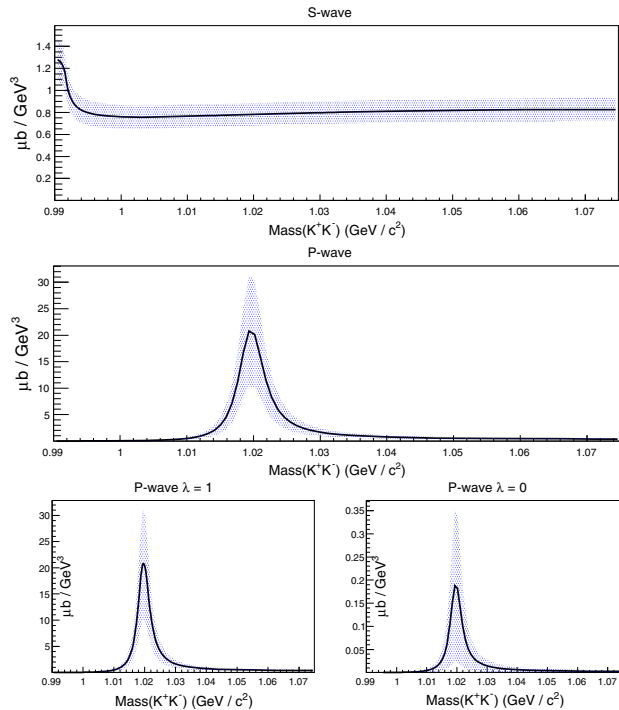 S-wave
μb / GeV³
1.4
1.2
1
0.8
0.6
0.4
0.2
0.99 1 1.01 1.02 1.03 1.04 1.05 1.06 1.07
Mass(K⁺K⁻) (GeV / c²)
P-wave
μb / GeV³
30
25
20
15
10
5
0.99 1 1.01 1.02 1.03 1.04 1.05 1.06 1.07
Mass(K⁺K⁻) (GeV / c²)
P-wave λ = 1
μb / GeV³
30
25
20
15
10
5
0.99 1 1.01 1.02 1.03 1.04 1.05 1.06 1.07
Mass(K⁺K⁻) (GeV / c²)
P-wave λ = 0
μb / GeV³
0.35
0.3
0.25
0.2
0.15
0.1
0.05
0.99 1 1.01 1.02 1.03 1.04 1.05 1.06 1.07
Mass(K⁺K⁻) (GeV / c²)